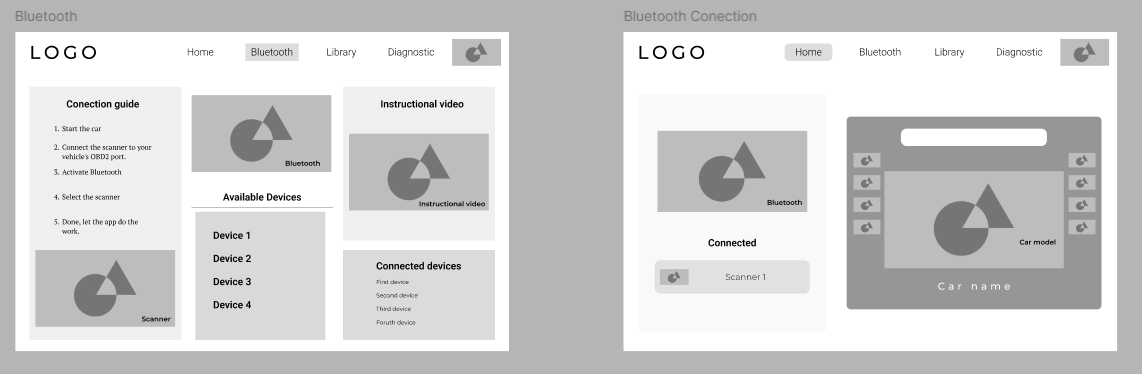 Bluetooth
LOGO
Home
Bluetooth
Library
Diagnostic
Conection guide
1. Start the car
2. Connect the scanner to your
vehicle's OBD2 port.
3. Activate Bluetooth
4. Select the scanner
5. Done, let the app do the
work.
Scanner
Bluetooth
Available Devices
Device 1
Device 2
Device 3
Device 4
Instructional video
Instructional video
Connected devices
First device
Second device
Third device
Foruth device
Bluetooth Conection
LOGO
Home
Bluetooth
Library
Diagnostic
Bluetooth
Connected
Scanner 1
Car model
Car name